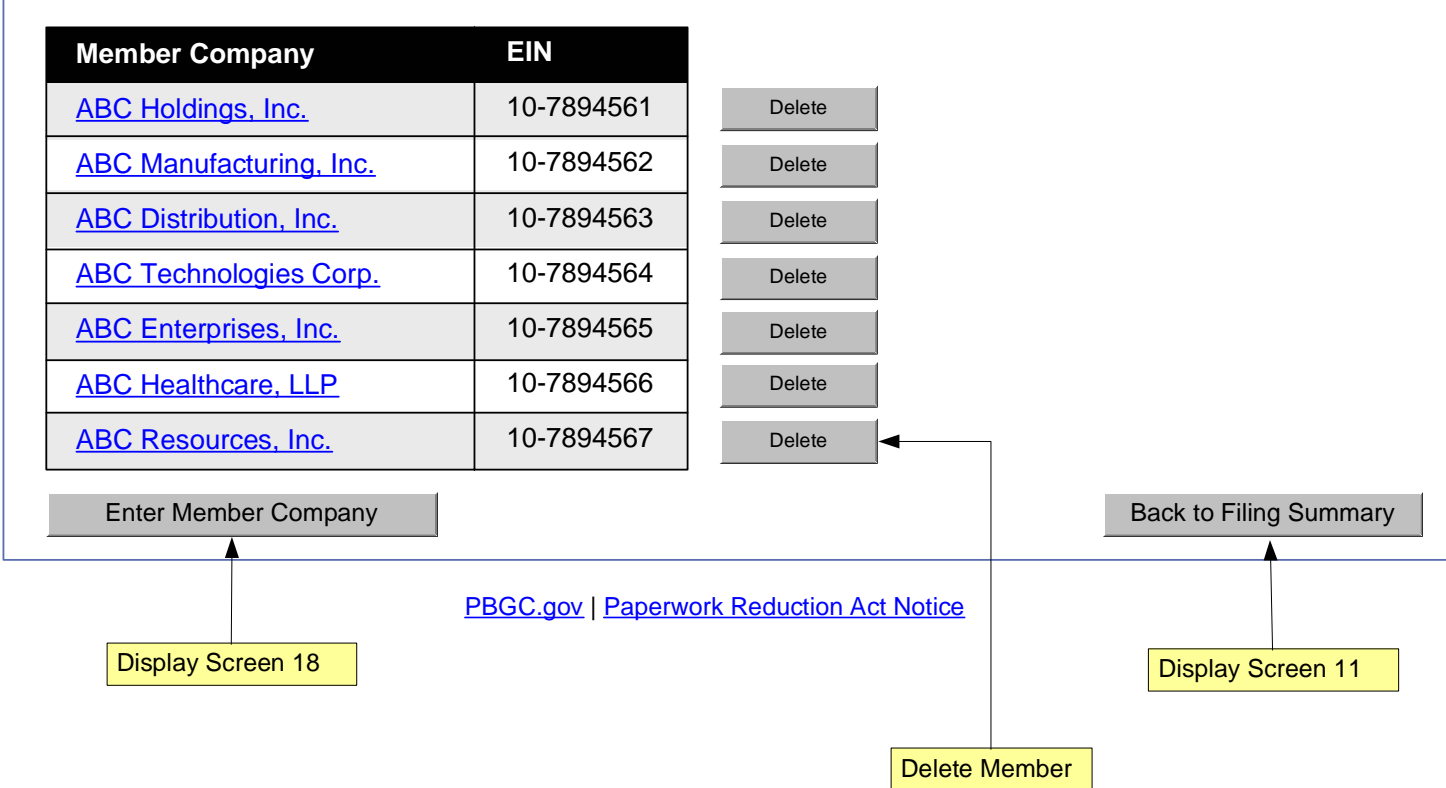 Member Company EIN
ABC Holdings, Inc. 10-7894561 Delete
ABC Manufacturing, Inc. 10-7894562 Delete
ABC Distribution, Inc. 10-7894563 Delete
ABC Technologies Corp. 10-7894564 Delete
ABC Enterprises, Inc. 10-7894565 Delete
ABC Healthcare, LLP 10-7894566 Delete
ABC Resources, Inc. 10-7894567 Delete
Enter Member Company Back to Filing Summary
PBGC.gov | Paperwork Reduction Act Notice
Display Screen 18 Display Screen 11
Delete Member